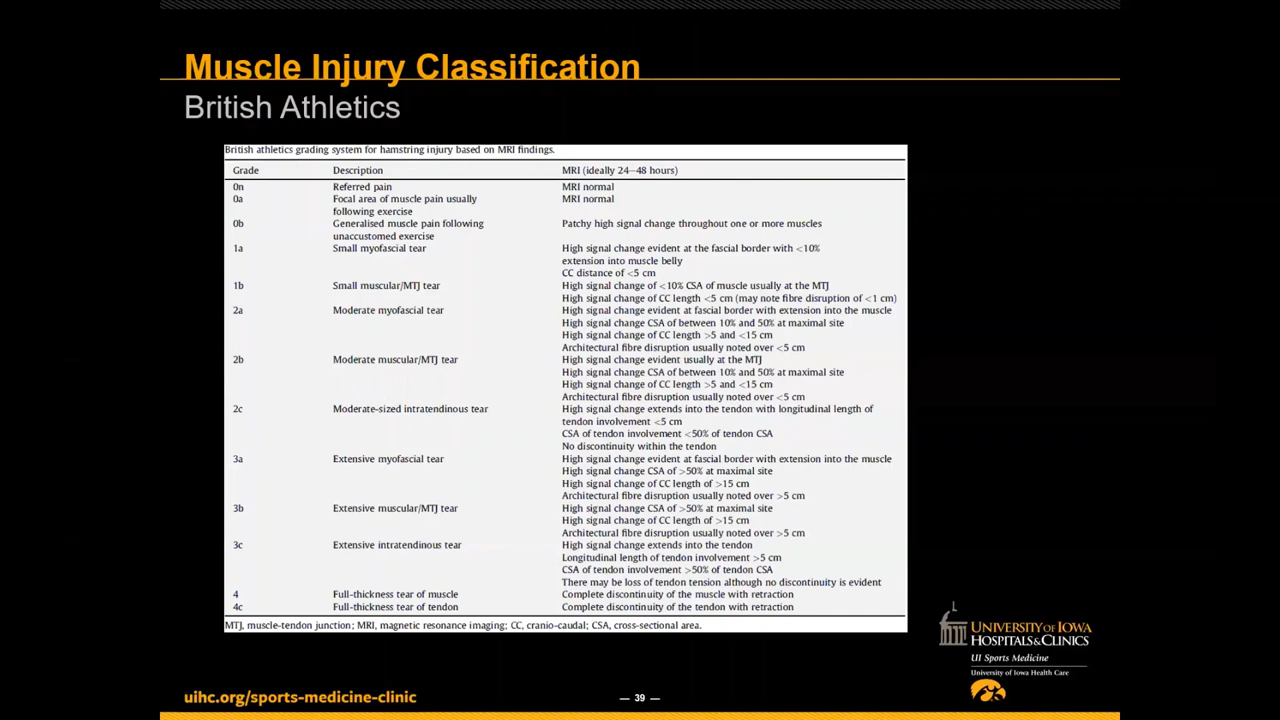 Muscle Injury Classification
British Athletics
British athletics grading system for hamstring injury based on MRI findings.
Grade Description MRI (ideally 24–48 hours)
0n Referred pain MRI normal
0a Focal area of muscle pain usually MRI normal
following exercise
0b Generalised muscle pain following Patchy high signal change throughout one or more muscles
unaccustomed exercise
1a Small myofascial tear High signal change evident at the fascial border with <10%
extension into muscle belly
CC distance of <5 cm
1b Small muscular/MTJ tear High signal change of <10% CSA of muscle usually at the MTJ
High signal change of CC length <5 cm (may note fibre disruption of <1 cm)
2a Moderate myofascial tear High signal change evident at fascial border with extension into the muscle
High signal change CSA of between 10% and 50% at maximal site
High signal change of CC length >5 and <15 cm
Architectural fibre disruption usually noted over <5 cm
2b Moderate muscular/MTJ tear High signal change evident usually at the MTJ
High signal change CSA of between 10% and 50% at maximal site
High signal change of CC length >5 and <15 cm
Architectural fibre disruption usually noted over <5 cm
2c Moderate-sized intratendinous tear High signal change extends into the tendon with longitudinal length of
tendon involvement <5 cm
CSA of tendon involvement <50% of tendon CSA
No discontinuity within the tendon
3a Extensive myofascial tear High signal change evident at fascial border with extension into the muscle
High signal change CSA of >50% at maximal site
High signal change of CC length of >15 cm
Architectural fibre disruption usually noted over >5 cm
3b Extensive muscular/MTJ tear High signal change CSA of >50% at maximal site
High signal change of CC length of >15 cm
Architectural fibre disruption usually noted over >5 cm
3c Extensive intratendinous tear High signal change extends into the tendon
Longitudinal length of tendon involvement >5 cm
CSA of tendon involvement >50% of tendon CSA
There may be loss of tendon tension although no discontinuity is evident
4 Full-thickness tear of muscle Complete discontinuity of the muscle with retraction
4c Full-thickness tear of tendon Complete discontinuity of the tendon with retraction
MTJ, muscle-tendon junction; MRI, magnetic resonance imaging; CC, cranio-caudal; CSA, cross-sectional area.
UNIVERSITY OF IOWA
HOSPITALS & CLINICS
UI Sports Medicine
University of Iowa Health Care
uihc.org/sports-medicine-clinic
— 39 —